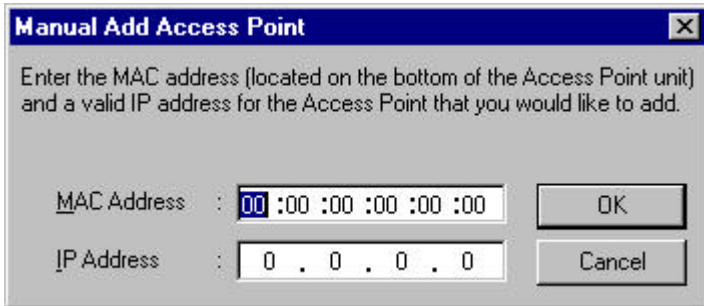 Manual Add Access Point
Enter the MAC address (located on the bottom of the Access Point unit)
and a valid IP address for the Access Point that you would like to add.
MAC Address : 00 :00 :00 :00 :00 :00 OK
IP Address : 0 . 0 . 0 . 0 Cancel